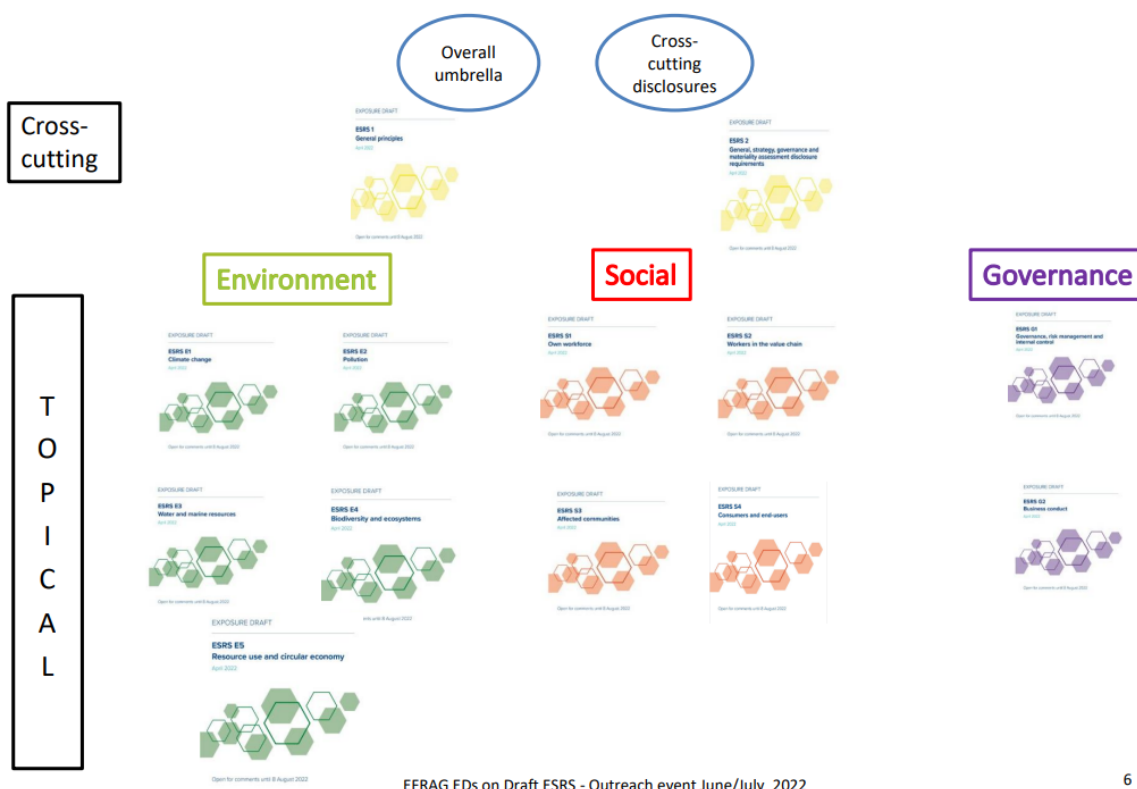 Overall
umbrella
Cross-
cutting
disclosures
Cross-
cutting
EXPOSURE DRAFT
ESRS 1
General principles
April 2022
Open for comments until 8 August 2022
EXPOSURE DRAFT
ESRS 2
General, strategy, governance and
materiality assessment disclosure
requirements
April 2022
Open for comments until 8 August 2022
Environment
Social
Governance
T
O
P
I
C
A
L
EXPOSURE DRAFT
ESRS E1
Climate change
April 2022
Open for comments until 8 August 2022
EXPOSURE DRAFT
ESRS E2
Pollution
April 2022
Open for comments until 8 August 2022
EXPOSURE DRAFT
ESRS S1
Own workforce
April 2022
Open for comments until 8 August 2022
EXPOSURE DRAFT
ESRS S2
Workers in the value chain
April 2022
Open for comments until 8 August 2022
EXPOSURE DRAFT
ESRS G1
Governance, risk management and
internal control
April 2022
Open for comments until 8 August 2022
EXPOSURE DRAFT
ESRS E3
Water and marine resources
April 2022
Open for comments until 8 August 2022
EXPOSURE DRAFT
ESRS E4
Biodiversity and ecosystems
April 2022
nts until 8 August 2022
EXPOSURE DRAFT
ESRS S3
Affected communities
April 2022
Open for comments until 8 August 2022
EXPOSURE DRAFT
ESRS S4
Consumers and end-users
April 2022
Open for comments until 8 August 2022
EXPOSURE DRAFT
ESRS G2
Business conduct
April 2022
Open for comments until 8 August 2022
EXPOSURE DRAFT
ESRS E5
Resource use and circular economy
April 2022
Open for comments until 8 August 2022
EFRAG EDs on Draft ESRS - Outreach event June/July 2022
6